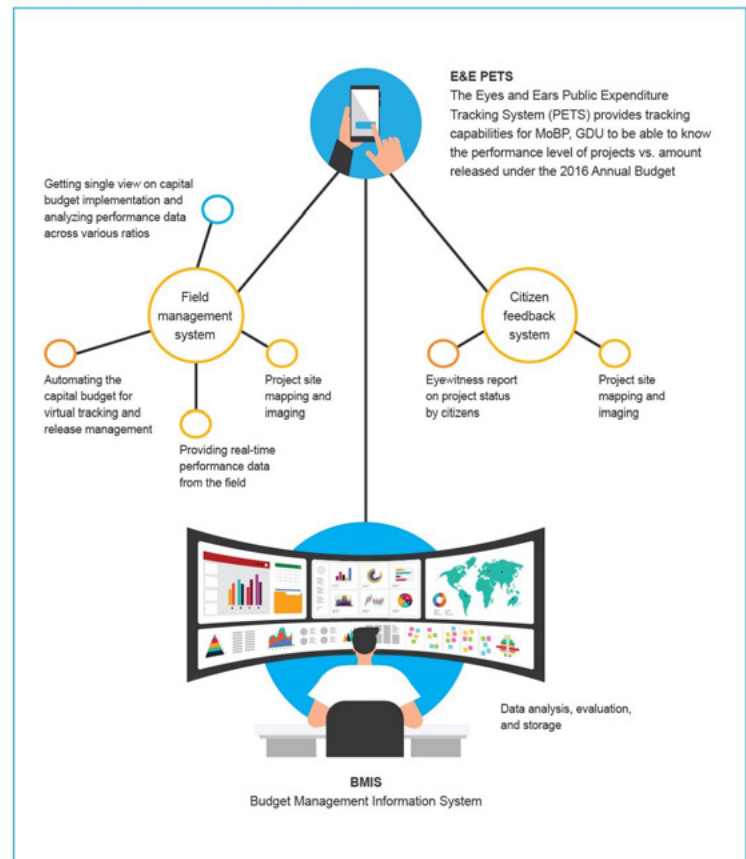 E&E PETS
The Eyes and Ears Public Expenditure
Tracking System (PETS) provides tracking
capabilities for MoBP, GDU to be able to know
the performance level of projects vs. amount
released under the 2016 Annual Budget
Getting single view on capital
budget implementation and
analyzing performance data
across various ratios
Field
management
system
Citizen
feedback
system
Automating the
capital budget for
virtual tracking and
release management
Project site
mapping and
imaging
Providing real-time
performance data
from the field
Eyewitness report
on project status
by citizens
Project site
mapping and
imaging
Data analysis, evaluation,
and storage
BMIS
Budget Management Information System